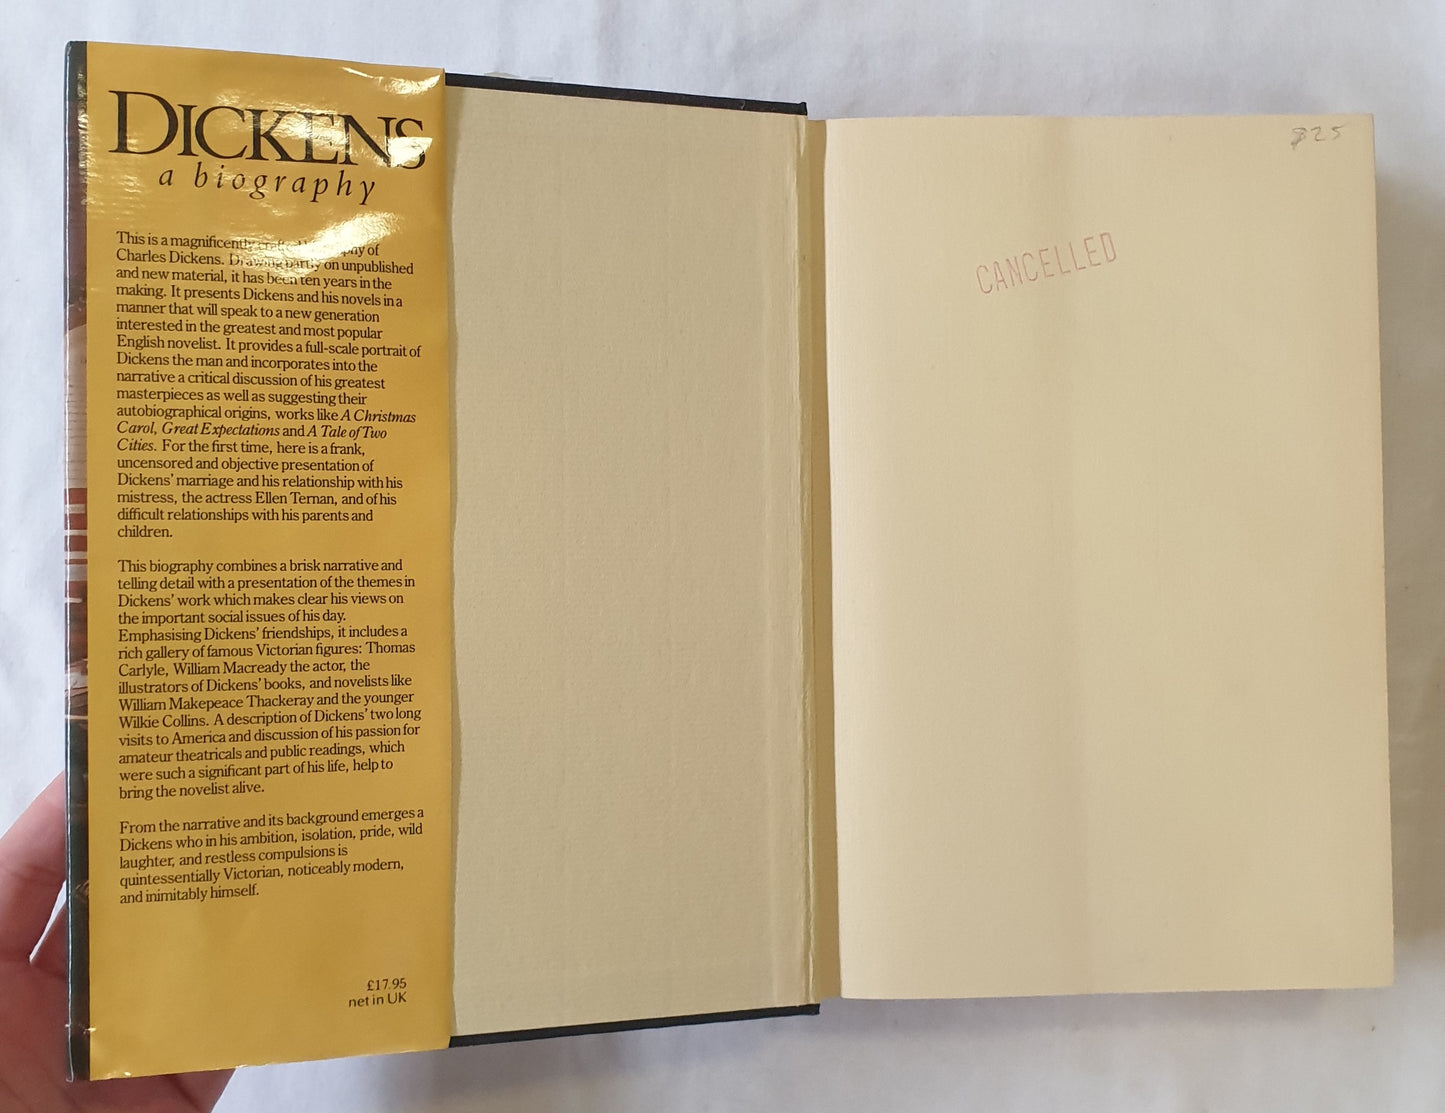 DICKENS
a biography
This is a magnificently crafted biography of
Charles Dickens. Drawing partly on unpublished
and new material, it has been ten years in the
making. It presents Dickens and his novels in a
manner that will speak to a new generation
interested in the greatest and most popular
English novelist. It provides a full-scale portrait of
Dickens the man and incorporates into the
narrative a critical discussion of his greatest
masterpieces as well as suggesting their
autobiographical origins, works like A Christmas
Carol, Great Expectations and A Tale of Two
Cities. For the first time, here is a frank,
uncensored and objective presentation of
Dickens' marriage and his relationship with his
mistress, the actress Ellen Ternan, and of his
difficult relationships with his parents and
children.
This biography combines a brisk narrative and
telling detail with a presentation of the themes in
Dickens' work which makes clear his views on
the important social issues of his day.
Emphasising Dickens' friendships, it includes a
rich gallery of famous Victorian figures: Thomas
Carlyle, William Macready the actor, the
illustrators of Dickens' books, and novelists like
William Makepeace Thackeray and the younger
Wilkie Collins. A description of Dickens' two long
visits to America and discussion of his passion for
amateur theatricals and public readings, which
were such a significant part of his life, help to
bring the novelist alive.
From the narrative and its background emerges a
Dickens who in his ambition, isolation, pride, wild
laughter, and restless compulsions is
quintessentially Victorian, noticeably modern,
and inimitably himself.
£17.95
net in UK
$25
CANCELLED